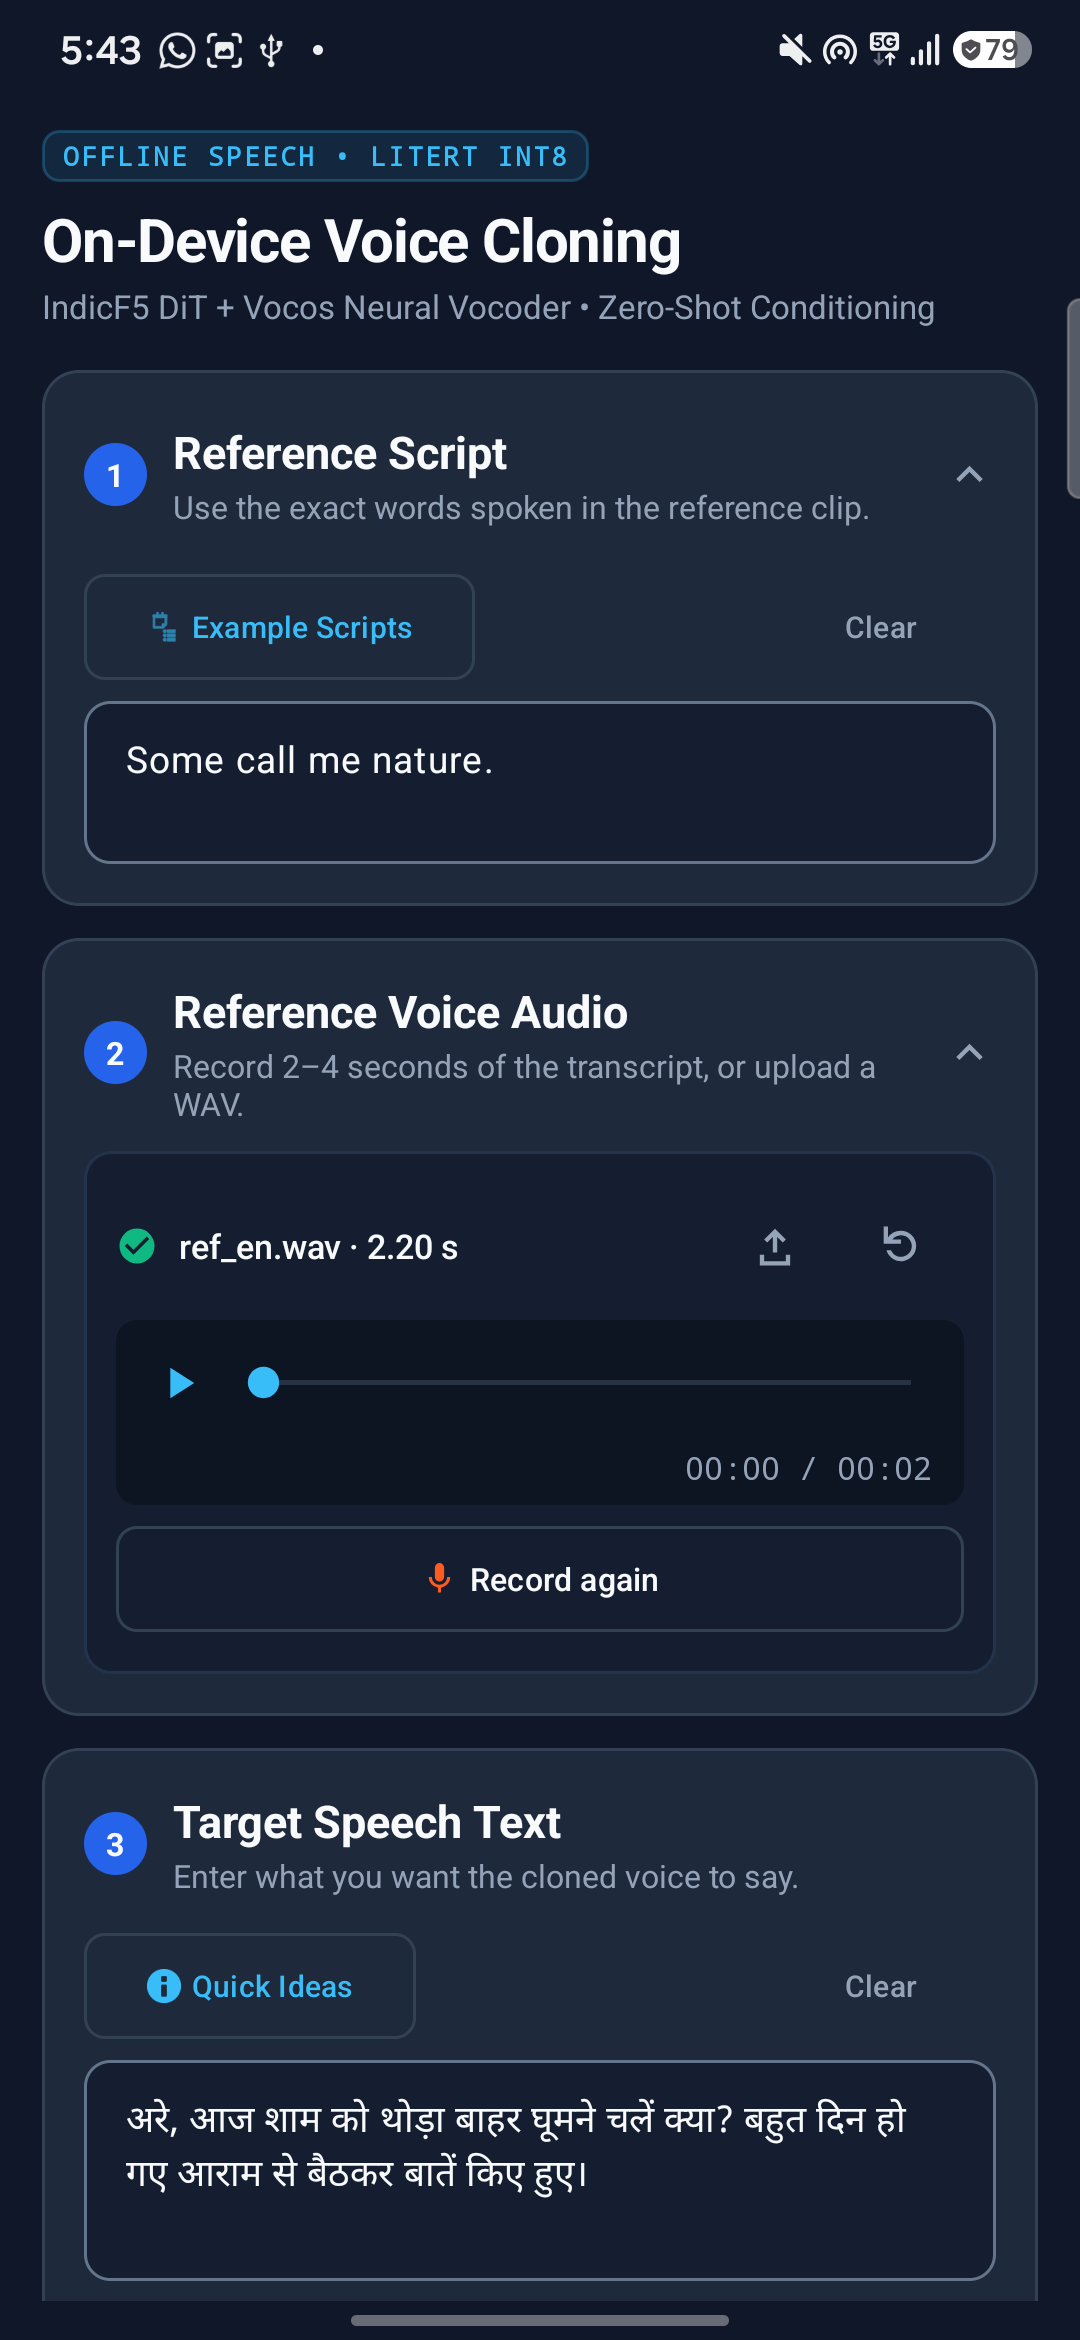 5:43
5G
79
OFFLINE SPEECH • LITERT INT8
On-Device Voice Cloning
IndicF5 DiT + Vocos Neural Vocoder • Zero-Shot Conditioning
1
Reference Script
Use the exact words spoken in the reference clip.
Example Scripts
Clear
Some call me nature.
2
Reference Voice Audio
Record 2–4 seconds of the transcript, or upload a
WAV.
ref_en.wav · 2.20 s
00:00 / 00:02
Record again
3
Target Speech Text
Enter what you want the cloned voice to say.
Quick Ideas
Clear
अरे, आज शाम को थोड़ा बाहर घूमने चलें क्या? बहुत दिन हो
गए आराम से बैठकर बातें किए हुए।